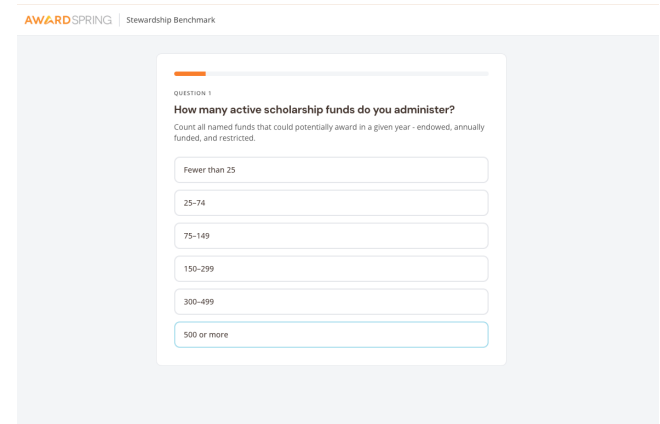 AWARDSPRING Stewardship Benchmark
QUESTION 1
How many active scholarship funds do you administer?
Count all named funds that could potentially award in a given year - endowed, annually
funded, and restricted.
Fewer than 25
25–74
75–149
150–299
300–499
500 or more